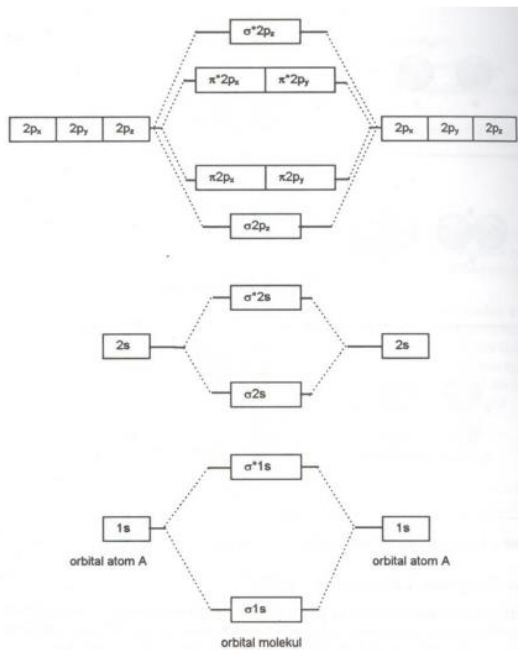 σ*2pz
π*2px π*2py
2px 2py 2pz 2px 2py 2pz
π2px π2py
σ2pz
σ*2s
2s 2s
σ2s
σ*1s
1s 1s
orbital atom A orbital atom A
σ1s
orbital molekul